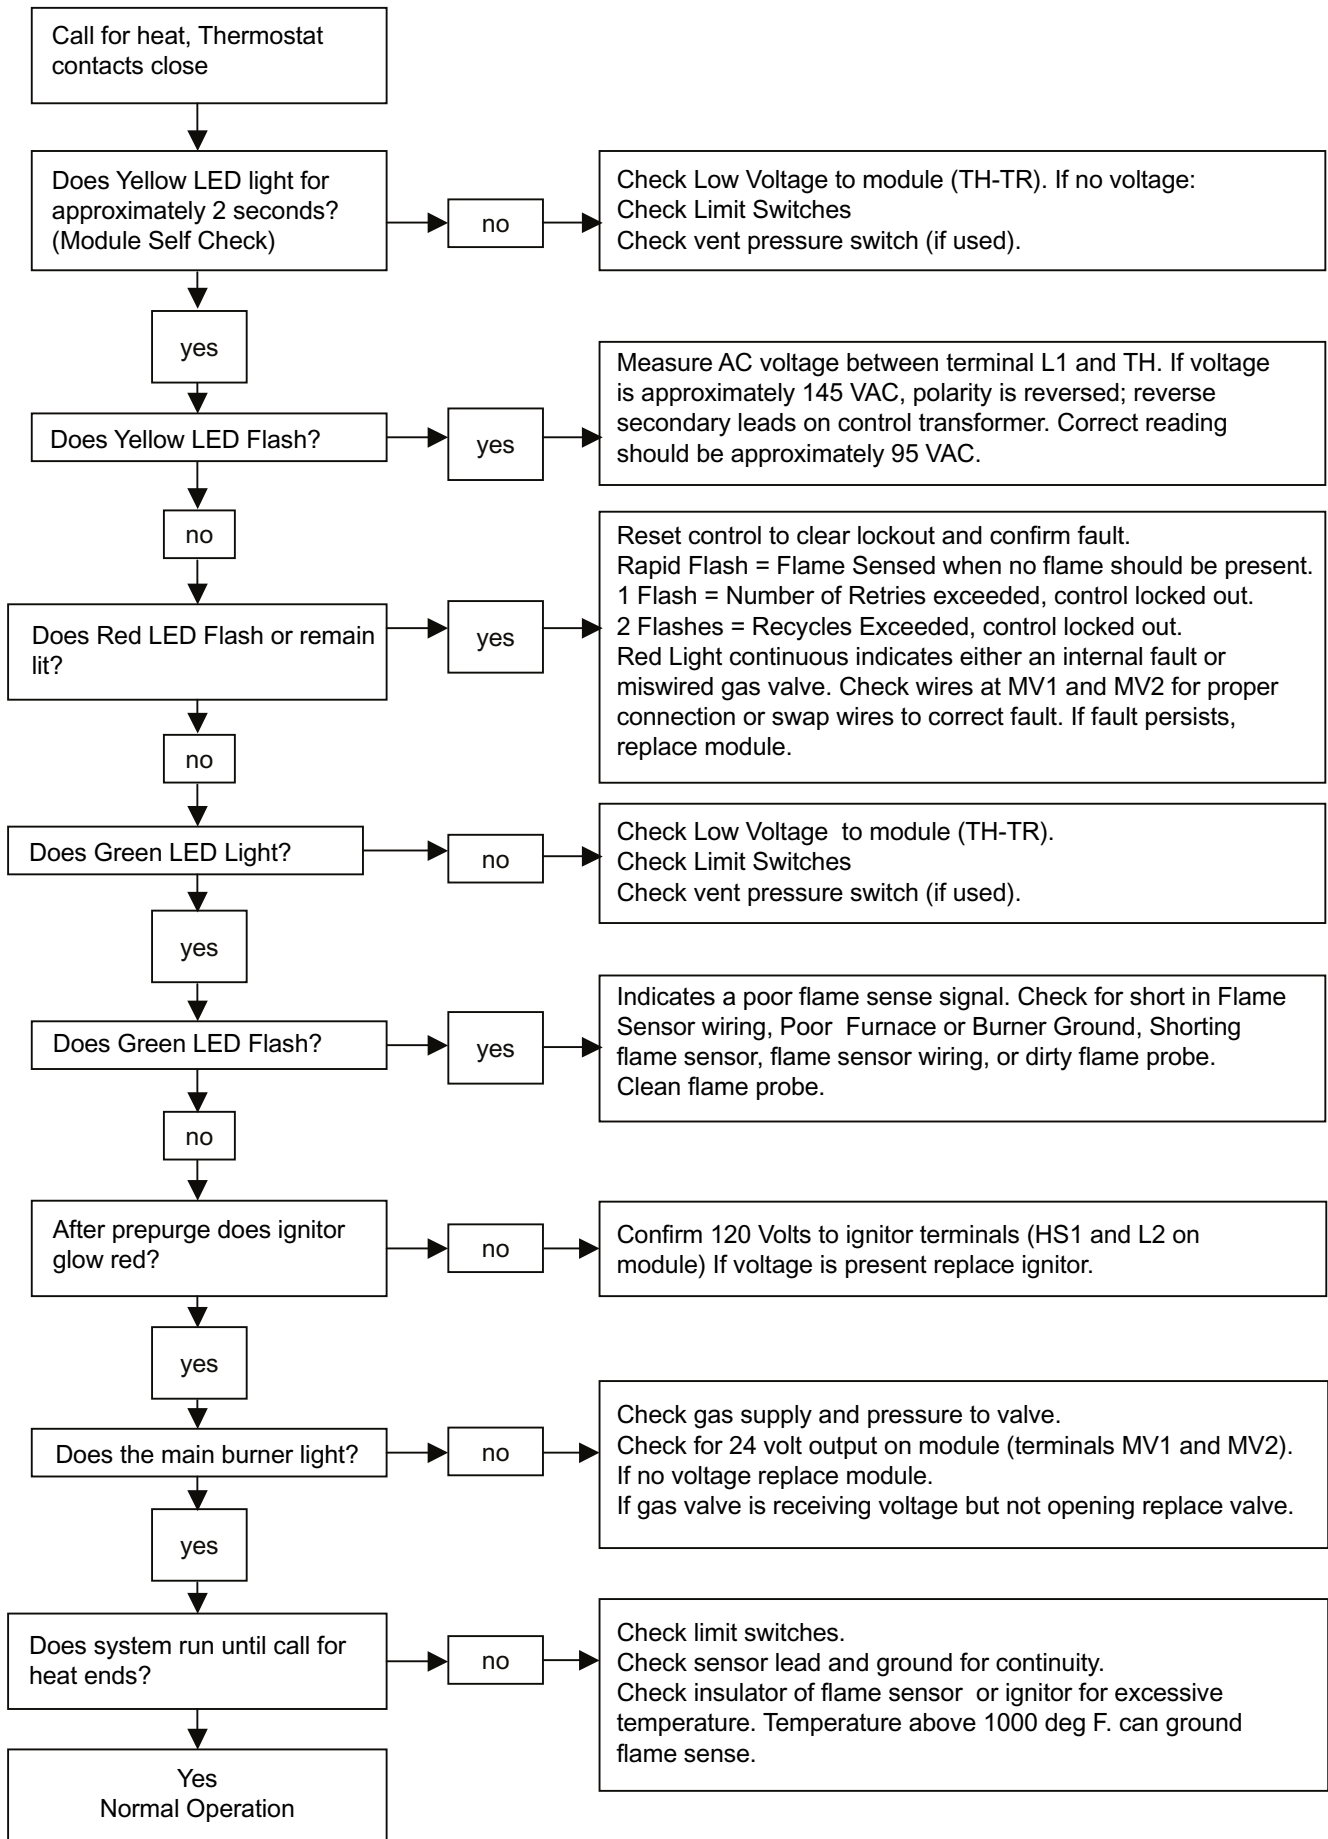 Call for heat, Thermostat
contacts close
Does Yellow LED light for
approximately 2 seconds?
(Module Self Check)
no
Check Low Voltage to module (TH-TR). If no voltage:
Check Limit Switches
Check vent pressure switch (if used).
yes
Does Yellow LED Flash?
yes
Measure AC voltage between terminal L1 and TH. If voltage
is approximately 145 VAC, polarity is reversed; reverse
secondary leads on control transformer. Correct reading
should be approximately 95 VAC.
no
Does Red LED Flash or remain
lit?
yes
Reset control to clear lockout and confirm fault.
Rapid Flash = Flame Sensed when no flame should be present.
1 Flash = Number of Retries exceeded, control locked out.
2 Flashes = Recycles Exceeded, control locked out.
Red Light continuous indicates either an internal fault or
miswired gas valve. Check wires at MV1 and MV2 for proper
connection or swap wires to correct fault. If fault persists,
replace module.
no
Does Green LED Light?
no
Check Low Voltage to module (TH-TR).
Check Limit Switches
Check vent pressure switch (if used).
yes
Does Green LED Flash?
yes
Indicates a poor flame sense signal. Check for short in Flame
Sensor wiring, Poor Furnace or Burner Ground, Shorting
flame sensor, flame sensor wiring, or dirty flame probe.
Clean flame probe.
no
After prepurge does ignitor
glow red?
no
Confirm 120 Volts to ignitor terminals (HS1 and L2 on
module) If voltage is present replace ignitor.
yes
Does the main burner light?
no
Check gas supply and pressure to valve.
Check for 24 volt output on module (terminals MV1 and MV2).
If no voltage replace module.
If gas valve is receiving voltage but not opening replace valve.
yes
Does system run until call for
heat ends?
no
Check limit switches.
Check sensor lead and ground for continuity.
Check insulator of flame sensor or ignitor for excessive
temperature. Temperature above 1000 deg F. can ground
flame sense.
Yes
Normal Operation